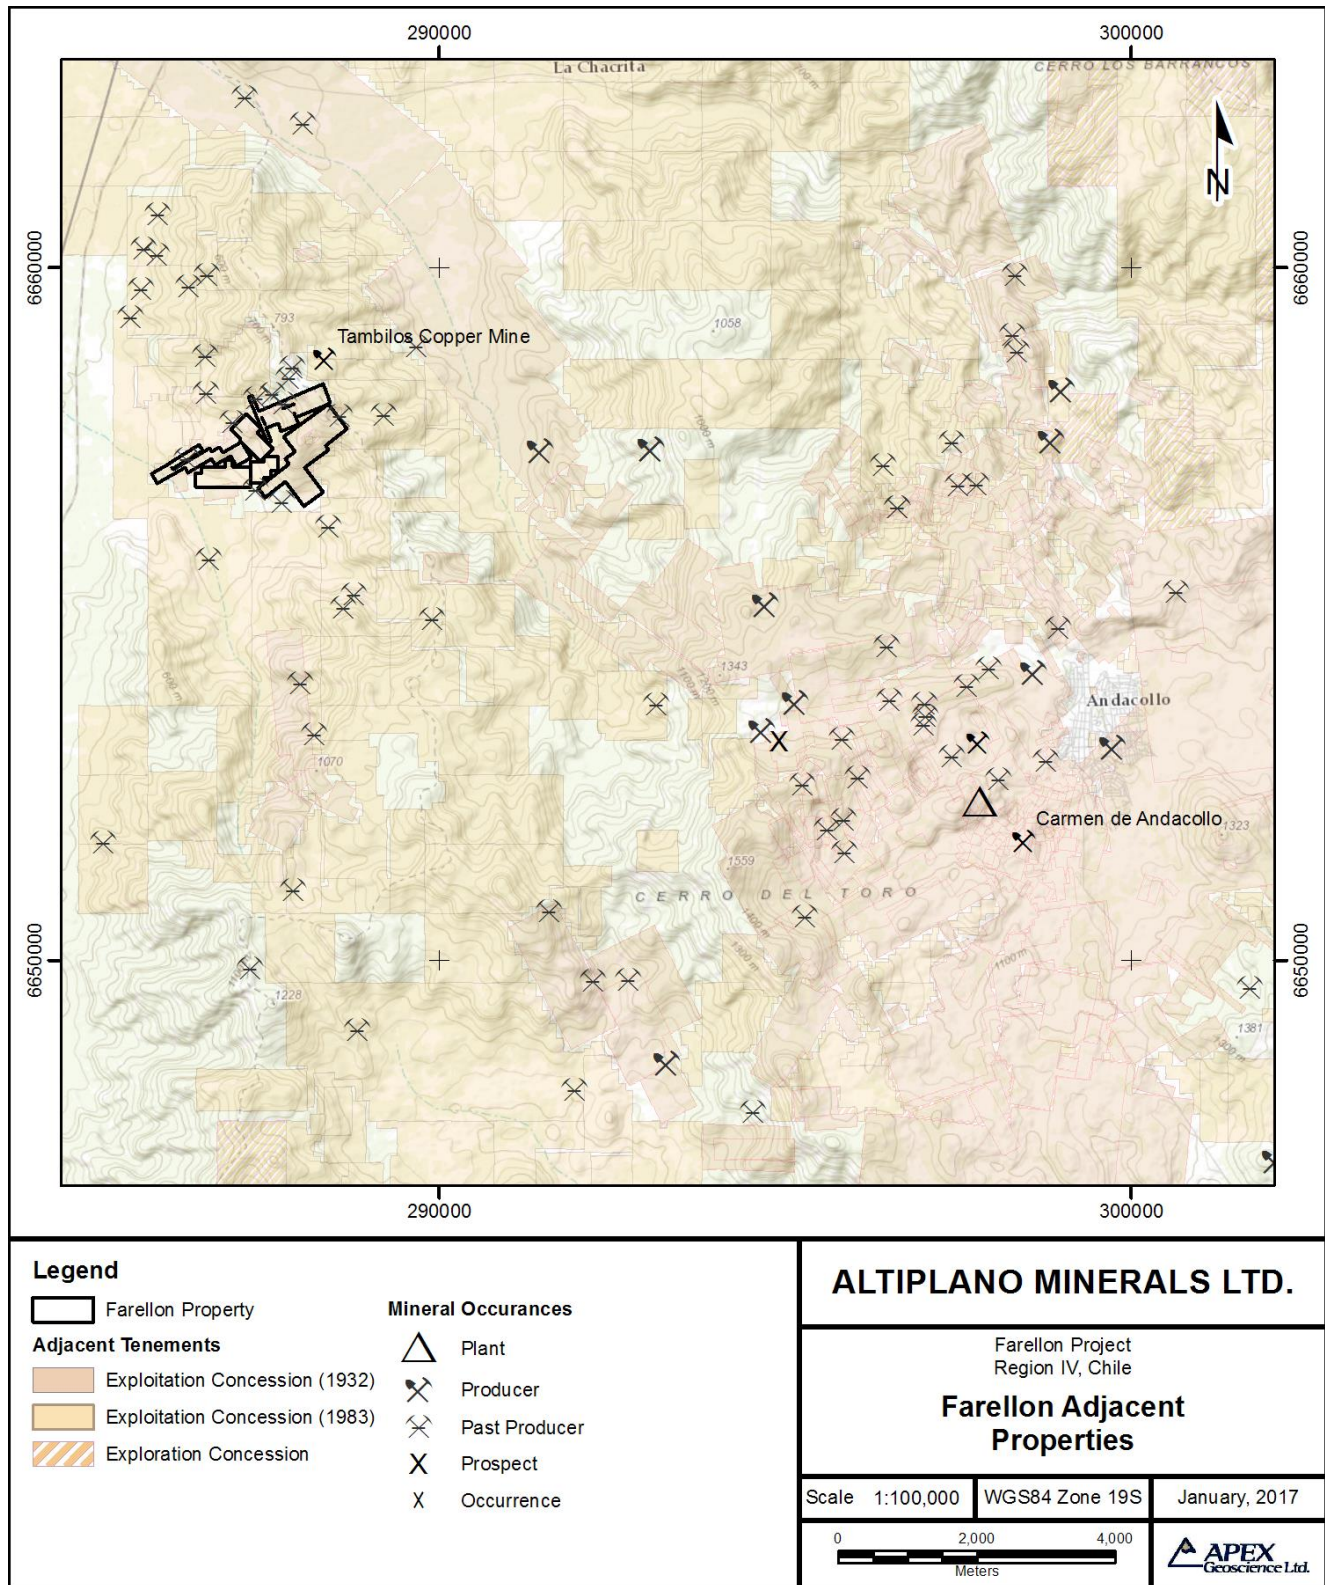 290000
300000
La Chacrita
CERRO LOS BARRANCOS
N
6660000
6660000
793
Tambilos Copper Mine
1058
1343
1100 m
1200 m
Andacollo
1070
Carmen de Andacollo
1323
1559
CERRO DEL TORO
1100 m
6650000
6650000
1228
1381
1300 m
290000
300000
Legend
Farellon Property
Adjacent Tenements
Exploitation Concession (1932)
Exploitation Concession (1983)
Exploration Concession
Mineral Occurances
Plant
Producer
Past Producer
X Prospect
X Occurrence
ALTIPLANO MINERALS LTD.
Farellon Project
Region IV, Chile
Farellon Adjacent
Properties
Scale 1:100,000
WGS84 Zone 19S
January, 2017
0 2,000 4,000
Meters
APEX
Geoscience Ltd.